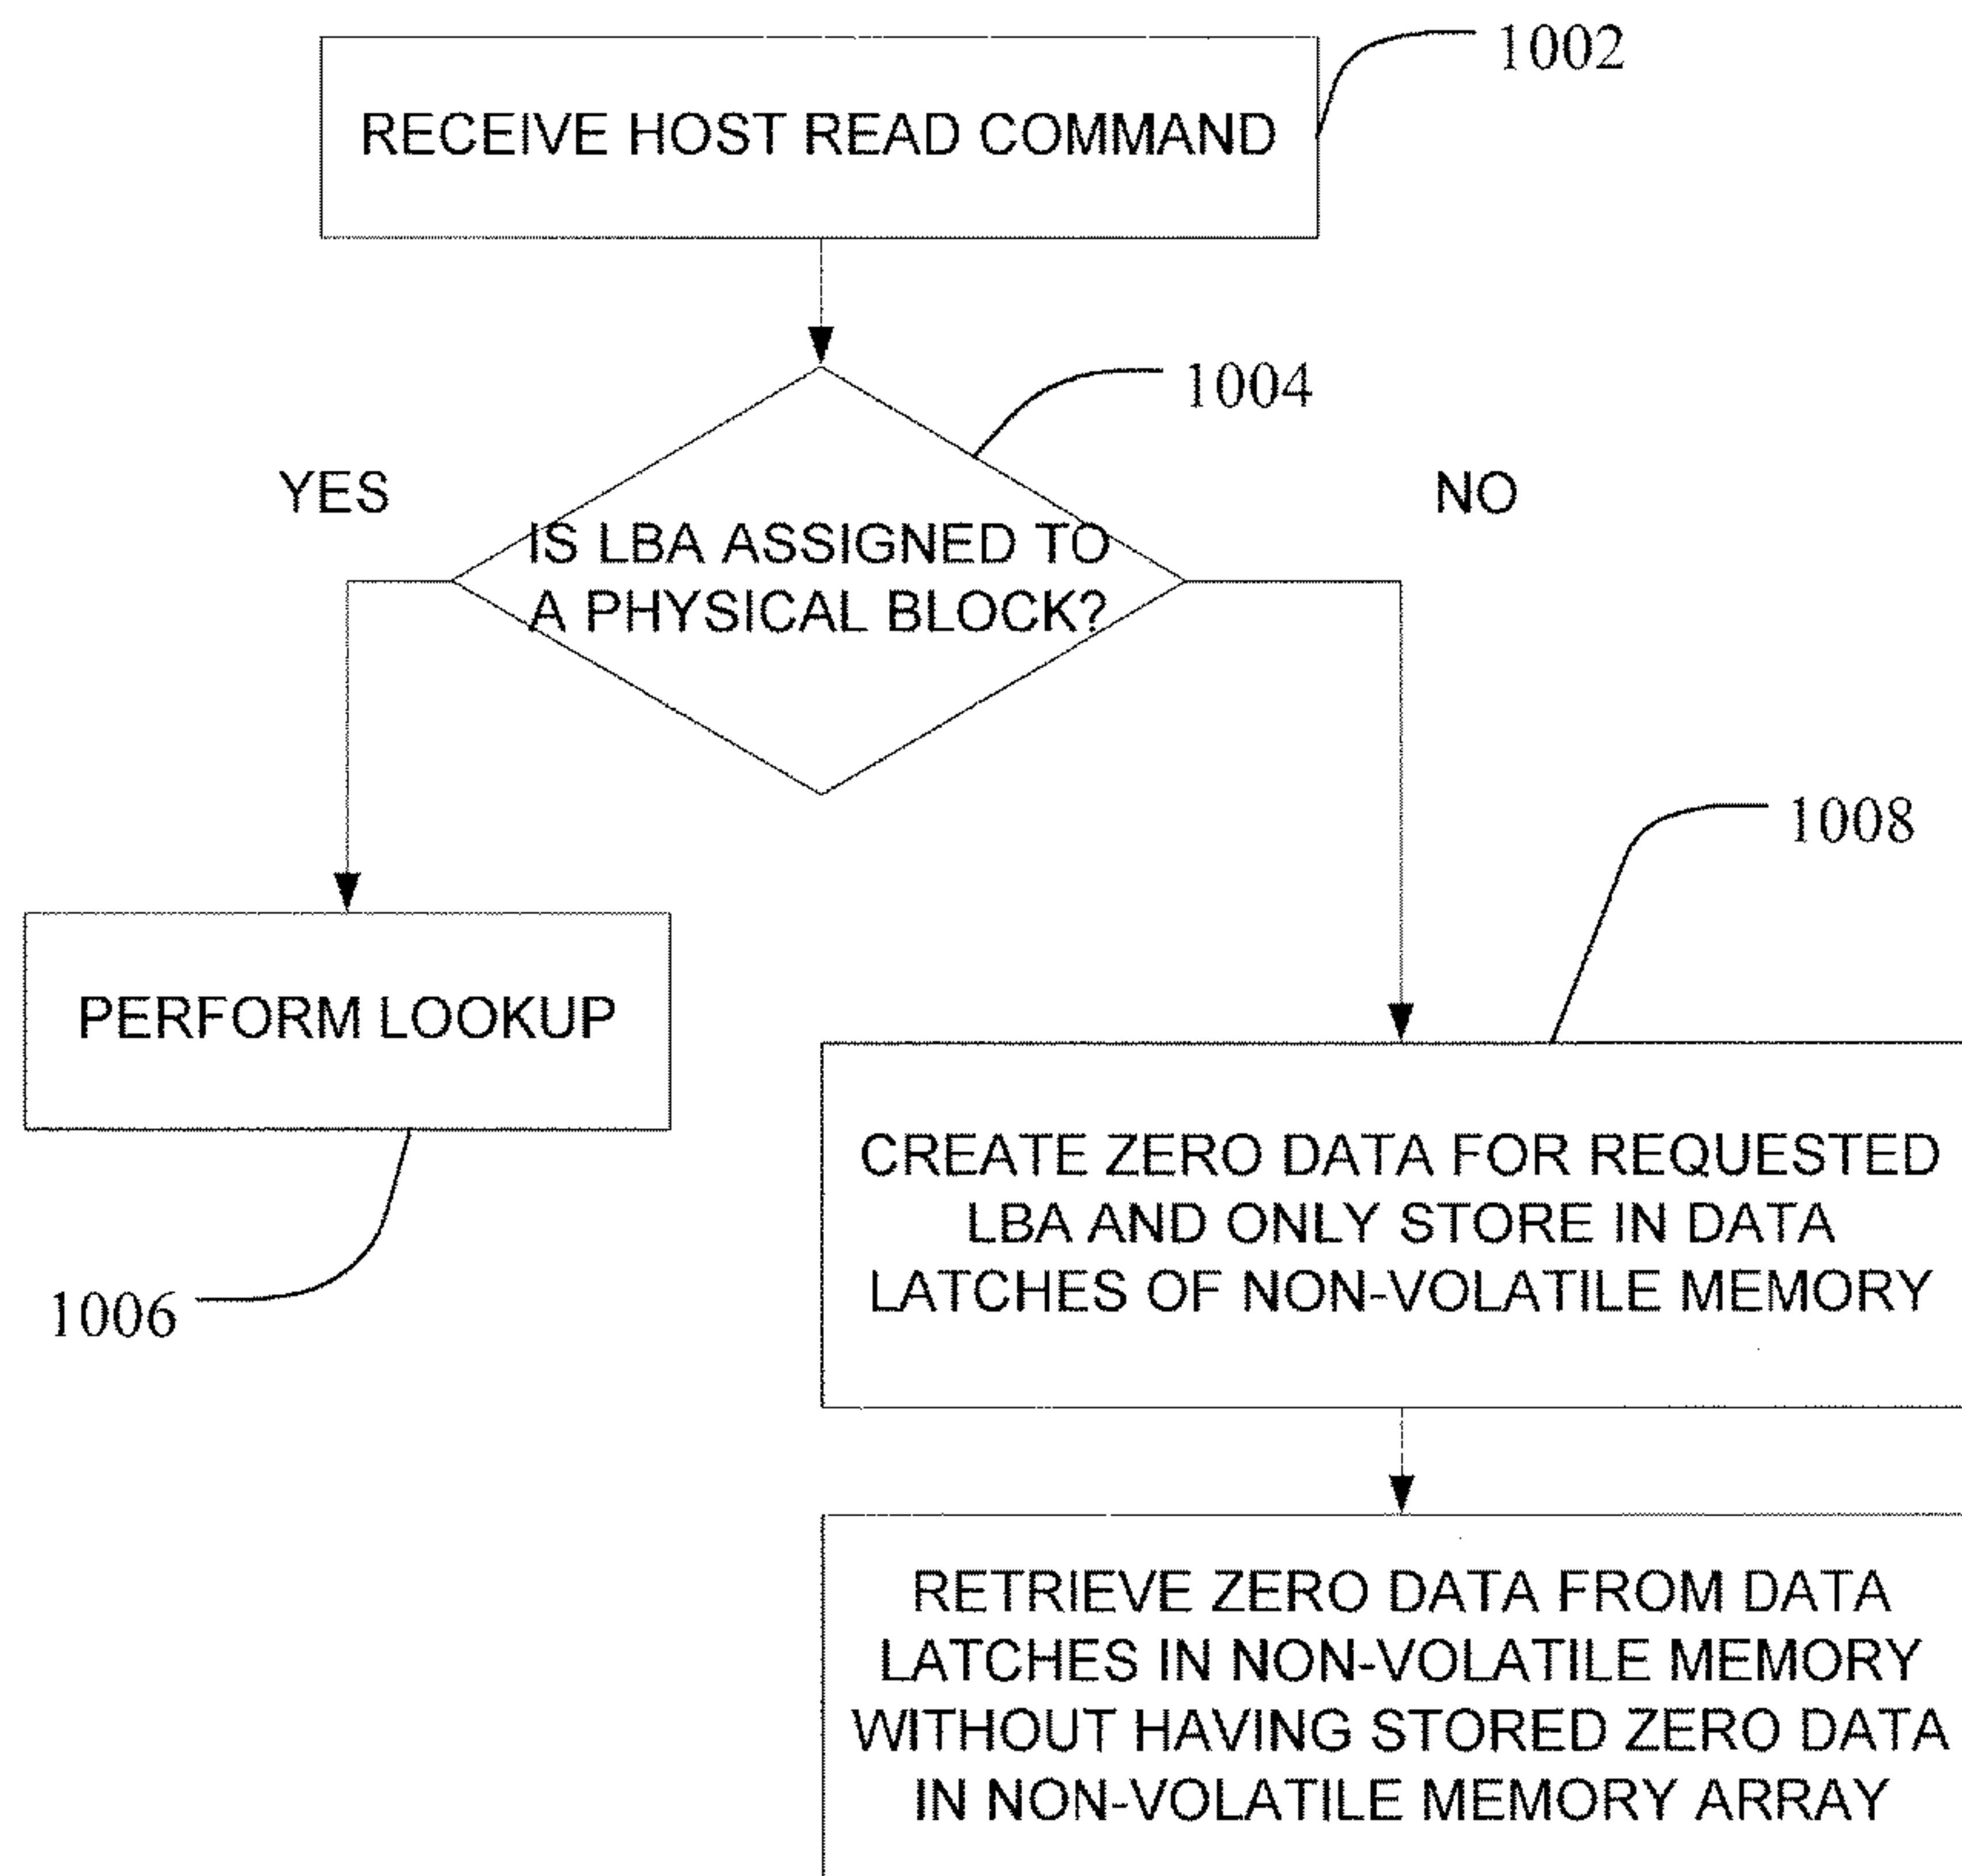 RECEIVE HOST READ COMMAND
1002
1004
YES
NO
IS LBA ASSIGNED TO
A PHYSICAL BLOCK?
1008
PERFORM LOOKUP
1006
CREATE ZERO DATA FOR REQUESTED
LBA AND ONLY STORE IN DATA
LATCHES OF NON-VOLATILE MEMORY
RETRIEVE ZERO DATA FROM DATA
LATCHES IN NON-VOLATILE MEMORY
WITHOUT HAVING STORED ZERO DATA
IN NON-VOLATILE MEMORY ARRAY